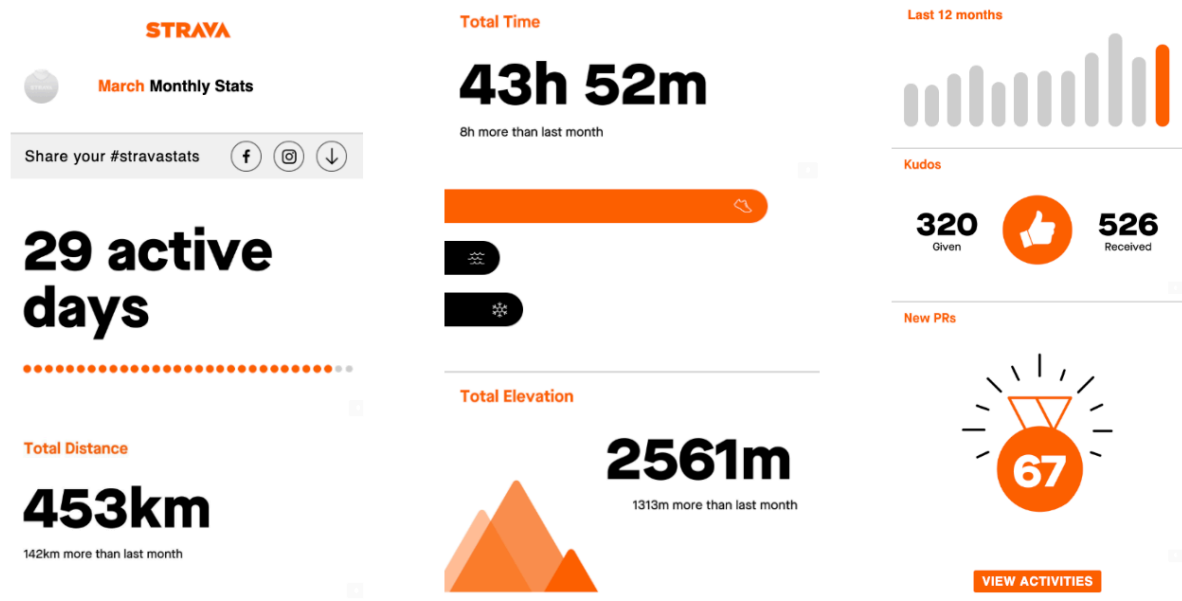 STRAVA
March Monthly Stats
Share your #stravastats
29 active
days
Total Distance
453km
142km more than last month
Total Time
43h 52m
8h more than last month
Total Elevation
2561m
1313m more than last month
Last 12 months
Kudos
320
Given
526
Received
New PRs
67
VIEW ACTIVITIES